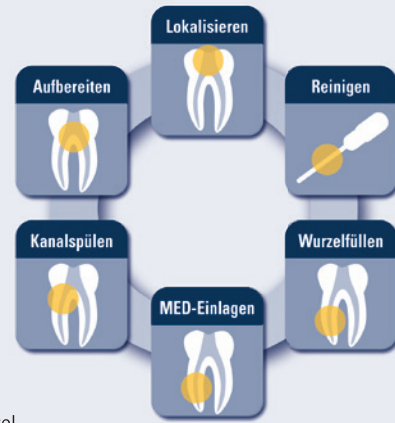 Lokalisieren
Aufbereiten
Reinigen
Kanalspülen
Wurzelfüllen
MED-Einlagen